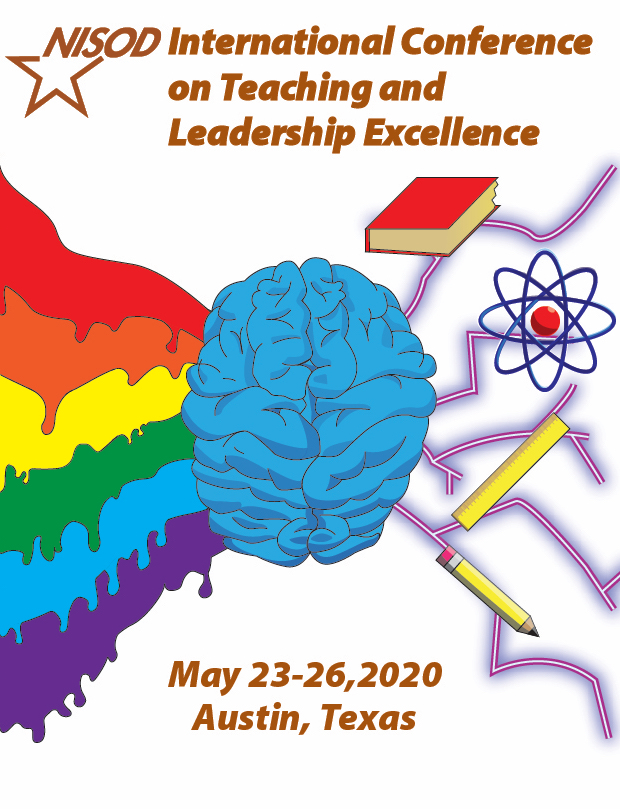 NISOD International Conference
on Teaching and
Leadership Excellence
May 23-26,2020
Austin, Texas